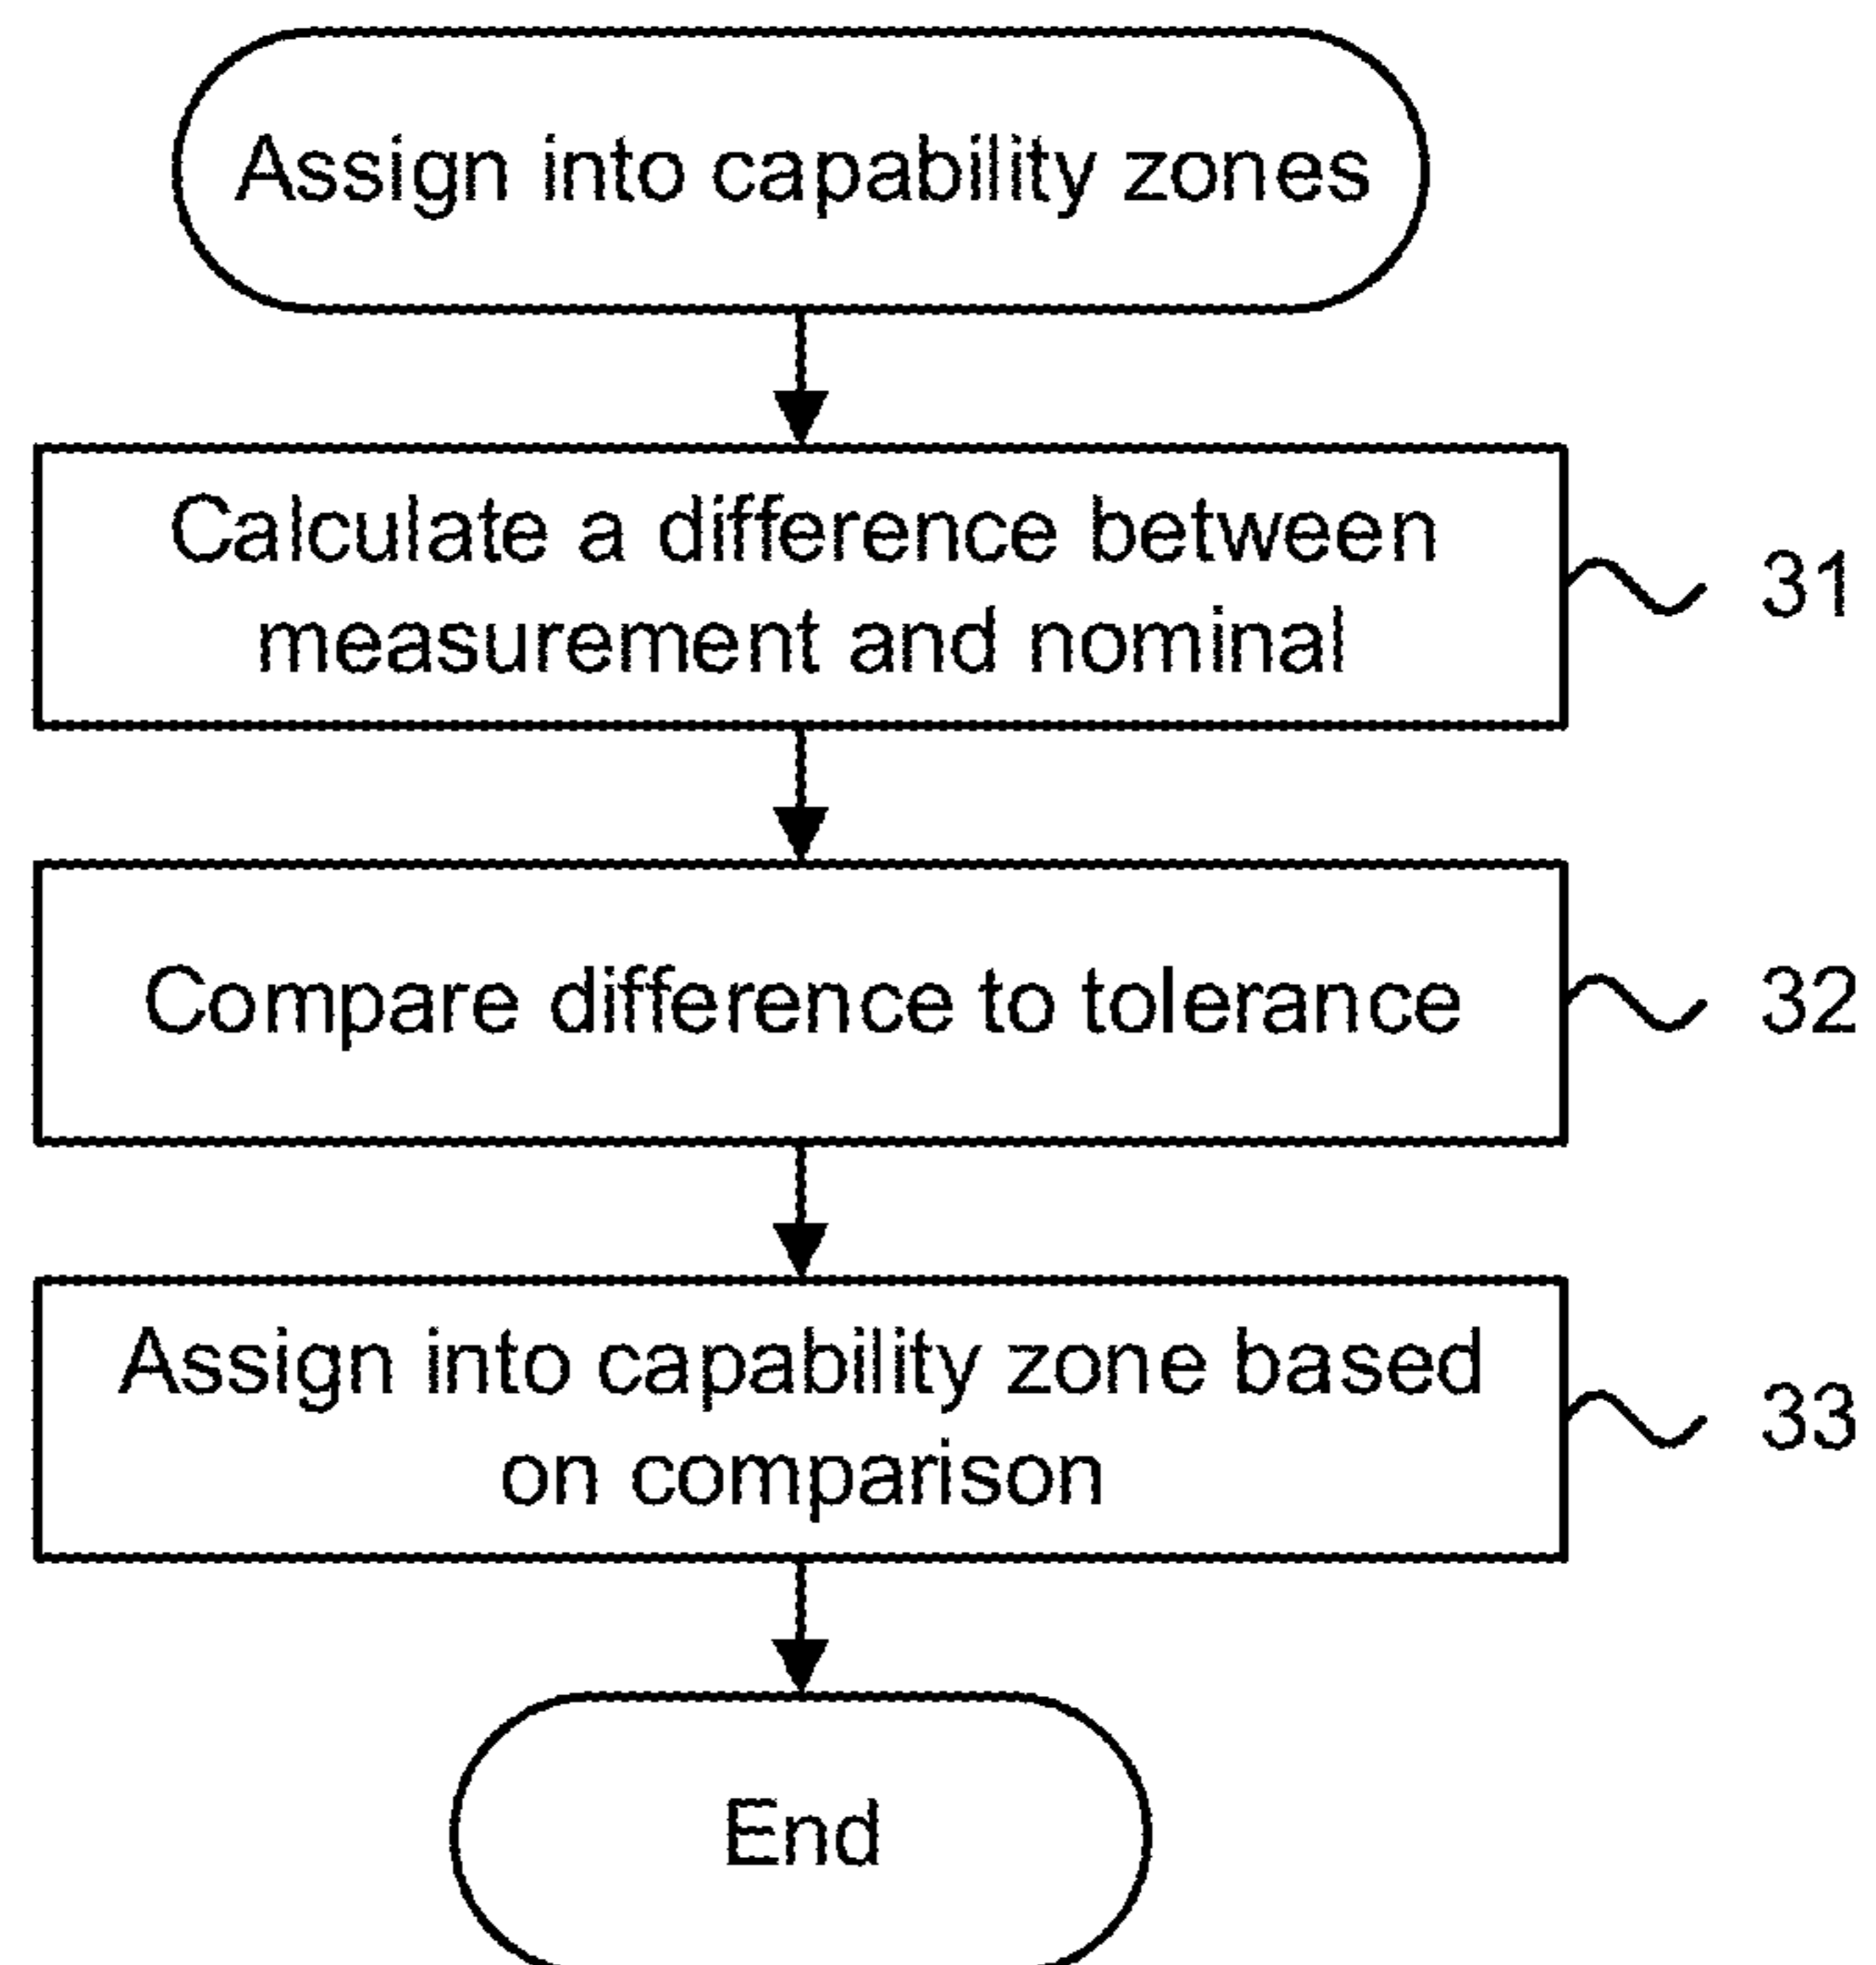 Assign into capability zones
Calculate a difference between
measurement and nominal
31
Compare difference to tolerance
32
Assign into capability zone based
on comparison
33
End